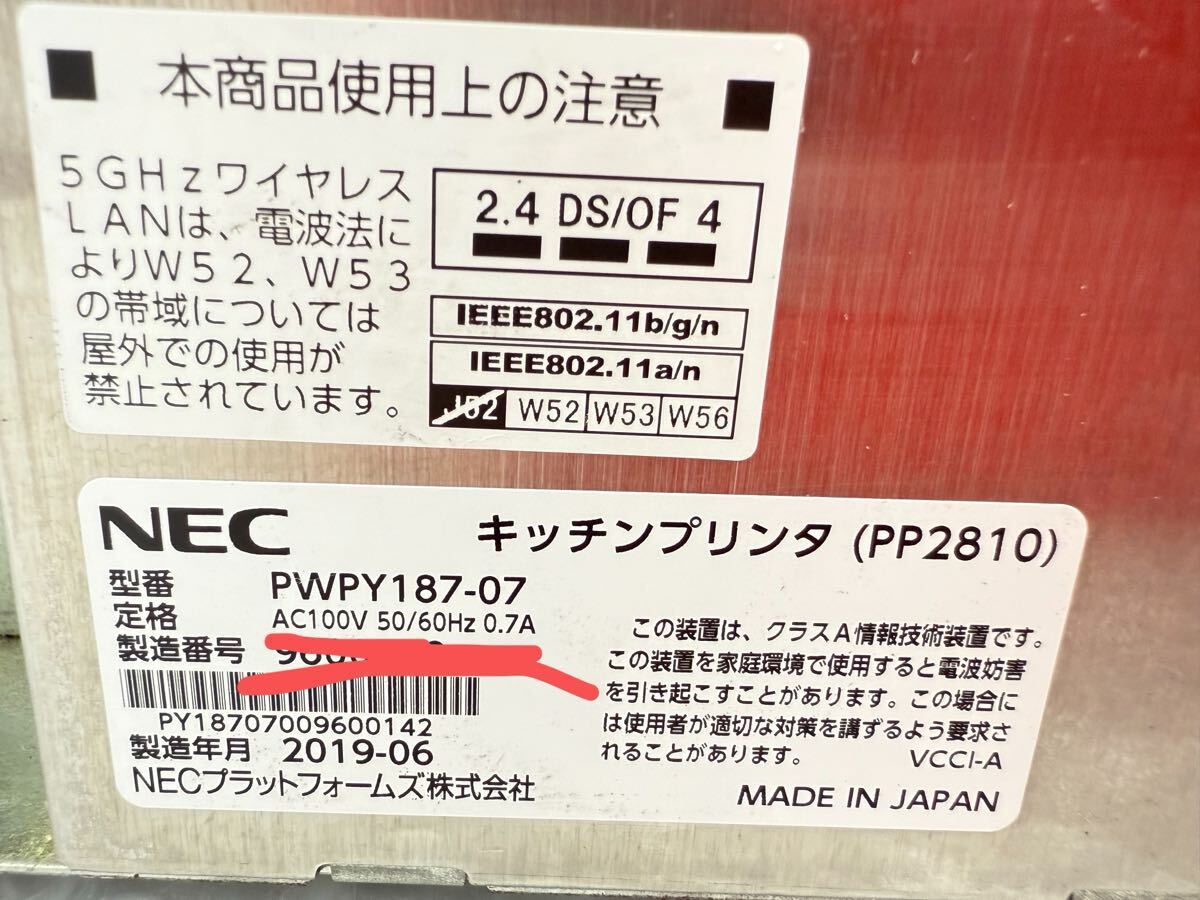 本商品使用上の注意
5GHzワイヤレス
LANは、電波法に
よりW52、W53
の帯域については
屋外での使用が
禁止されています。
2.4 DS/OF 4
IEEE802.11b/g/n
IEEE802.11a/n
J52 W52 W53 W56
NEC キッチンプリンタ (PP2810)
型番 PWPY187-07
定格 AC100V 50/60Hz 0.7A
製造番号
PY18707009600142
製造年月 2019-06
NECプラットフォームズ株式会社
この装置は、クラスA情報技術装置です。
この装置を家庭環境で使用すると電波妨害
を引き起こすことがあります。この場合に
は使用者が適切な対策を講ずるよう要求さ
れることがあります。 VCCI-A
MADE IN JAPAN